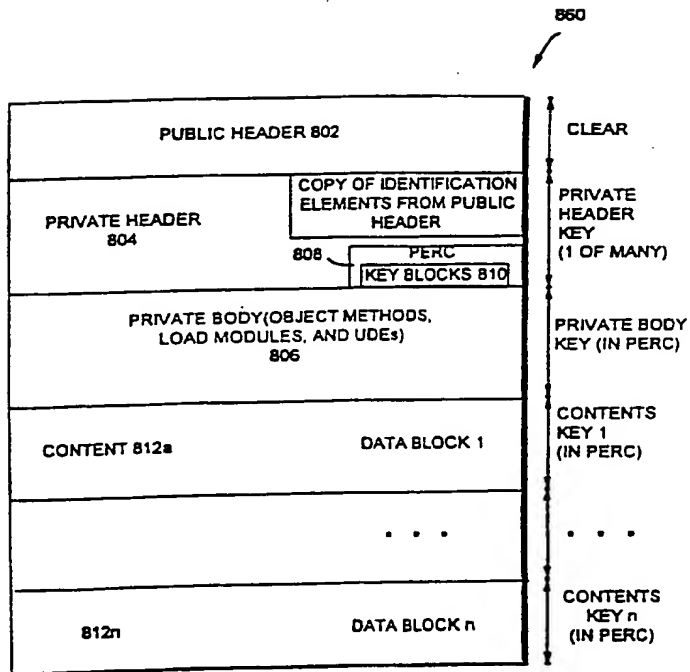 860
PUBLIC HEADER 802
CLEAR
PRIVATE HEADER
804
COPY OF IDENTIFICATION
ELEMENTS FROM PUBLIC
HEADER
808
PERC
KEY BLOCKS 810
PRIVATE
HEADER
KEY
(1 OF MANY)
PRIVATE BODY(OBJECT METHODS,
LOAD MODULES, AND UDEs)
806
PRIVATE BODY
KEY (IN PERC)
CONTENT 812a
DATA BLOCK 1
CONTENTS
KEY 1
(IN PERC)
. . .
. . .
812n
DATA BLOCK n
CONTENTS
KEY n
(IN PERC)